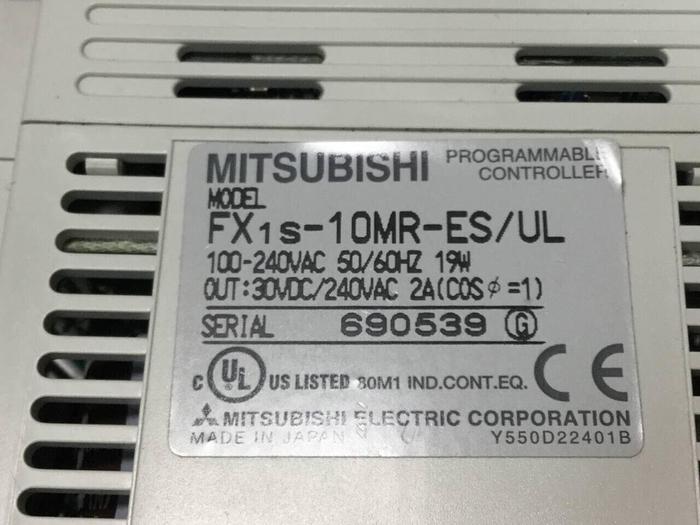 MITSUBISHI PROGRAMMABLE CONTROLLER
MODEL
FX1s-10MR-ES/UL
100-240VAC 50/60HZ 19W
OUT:30VDC/240VAC 2A(COSφ=1)
SERIAL 690539 Ⓖ
C UL US LISTED 80M1 IND.CONT.EQ. CE
MITSUBISHI ELECTRIC CORPORATION
MADE IN JAPAN Y550D22401B